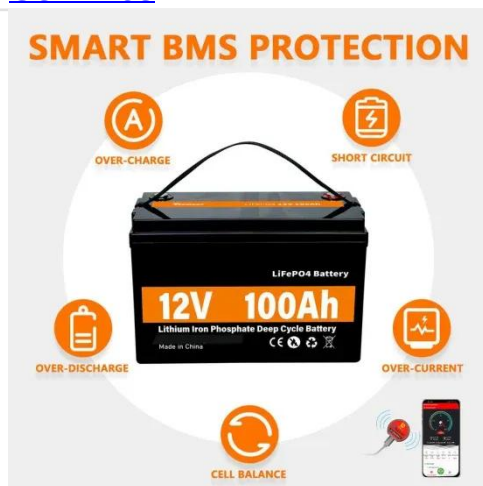 SMART BMS PROTECTION
OVER-CHARGE
SHORT CIRCUIT
LiFePO4 Battery
12V 100Ah
Lithium Iron Phosphate Deep Cycle Battery
Made in China
CE
OVER-DISCHARGE
OVER-CURRENT
CELL BALANCE